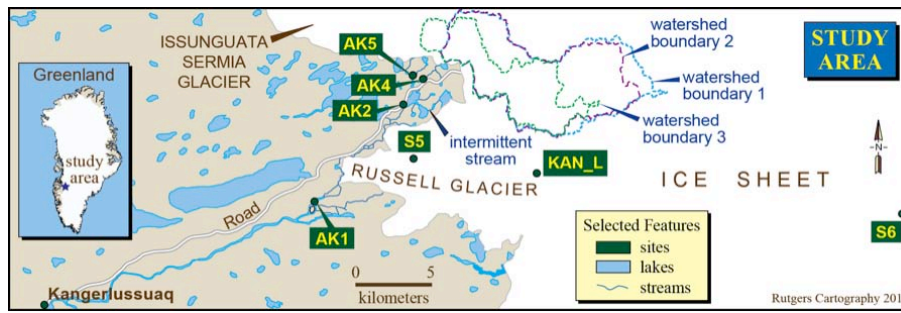 ISSUNGUATA
SERMIA
GLACIER
AK5
AK4
AK2
watershed
boundary 2
watershed
boundary 1
watershed
boundary 3
STUDY
AREA
Greenland
study
area
intermittent
stream
S5
KAN_L
RUSSELL GLACIER
ICE SHEET
N
S6
Road
AK1
Kangerlussuaq
0 5
kilometers
Selected Features
sites
lakes
streams
Rutgers Cartography 201